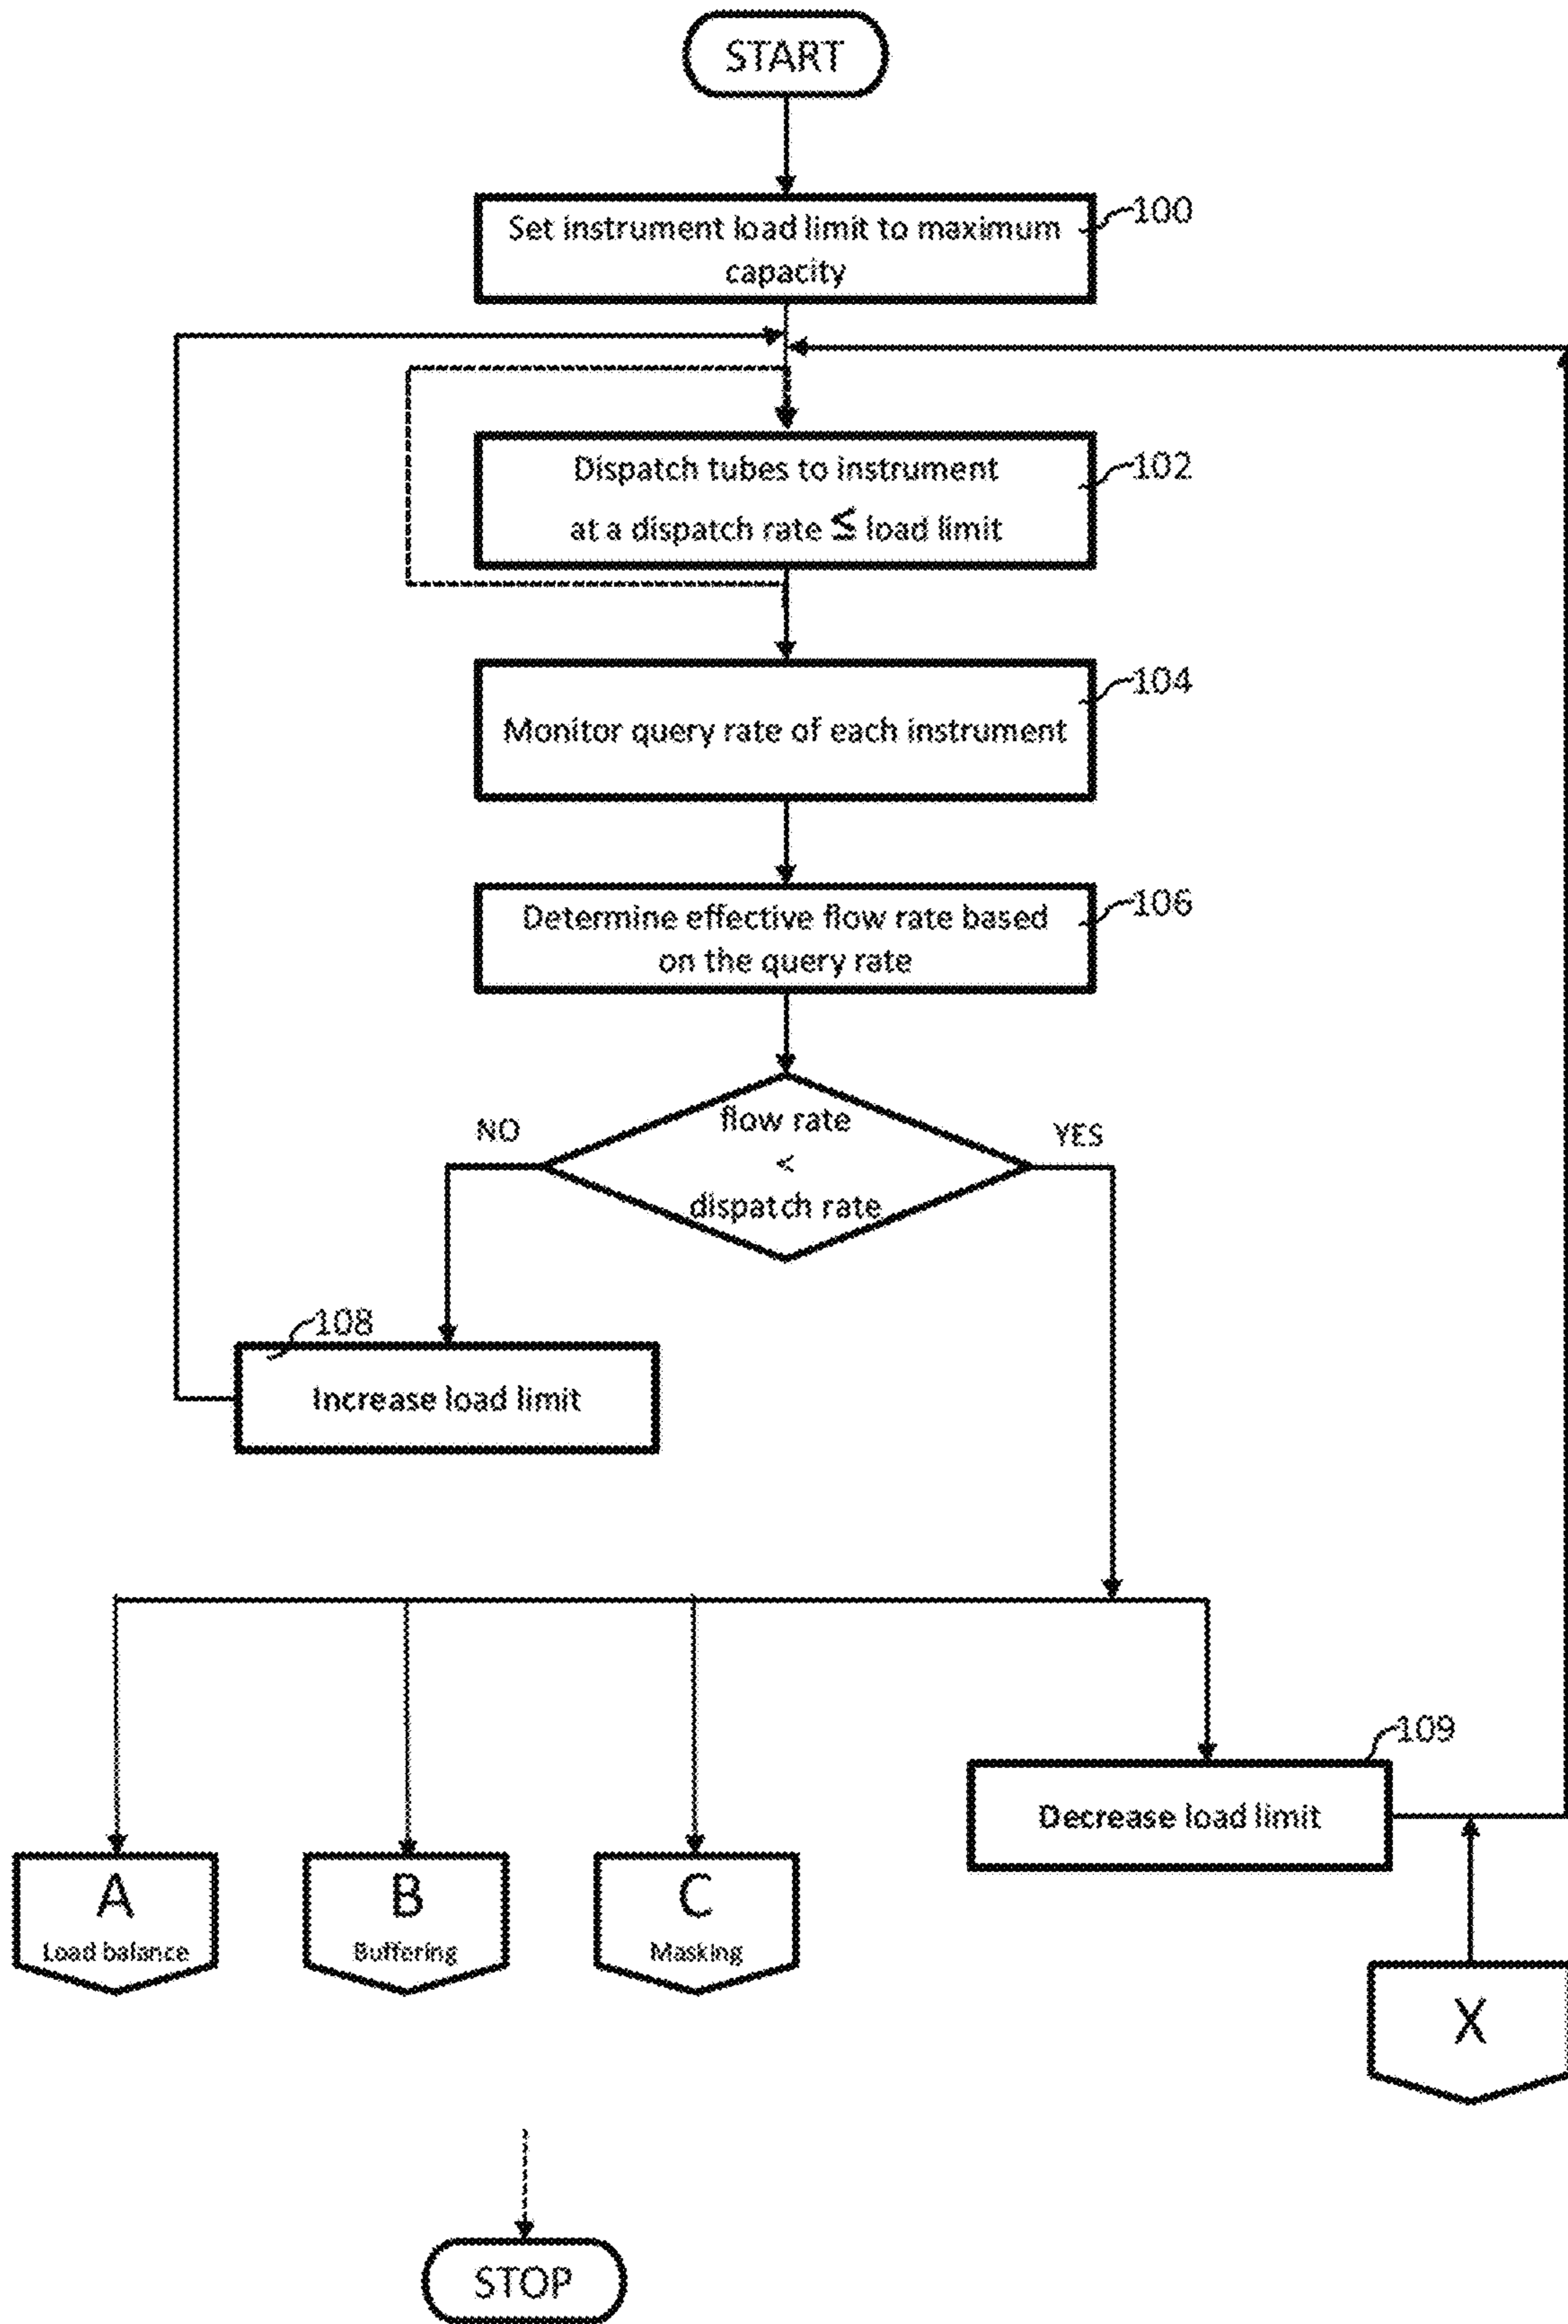 START
Set instrument load limit to maximum
capacity
100
Dispatch tubes to instrument
at a dispatch rate ≤ load limit
102
Monitor query rate of each instrument
104
Determine effective flow rate based
on the query rate
106
flow rate
<
dispatch rate
NO
YES
108
Increase load limit
109
Decrease load limit
A
Load balance
B
Buffering
C
Masking
X
STOP